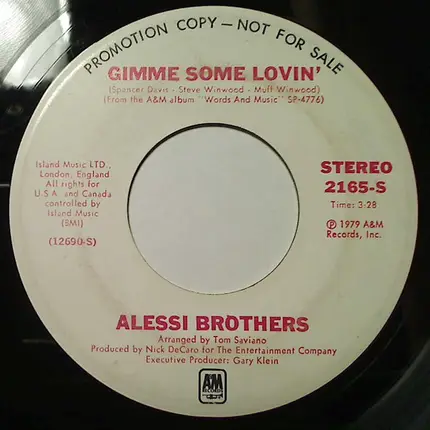 PROMOTION COPY — NOT FOR SALE
GIMME SOME LOVIN'
(Spencer Davis - Steve Winwood - Muff Winwood)
(From the A&M album "Words And Music" SP-4776)
Island Music LTD.,
London, England
All rights for
U.S.A. and Canada
controlled by
Island Music
(BMI)
(12690-S)
STEREO
2165-S
Time: 3:28
℗ 1979 A&M
Records, Inc.
ALESSI BROTHERS
Arranged by Tom Saviano
Produced by Nick DeCaro for The Entertainment Company
Executive Producer: Gary Klein
A&M
RECORDS